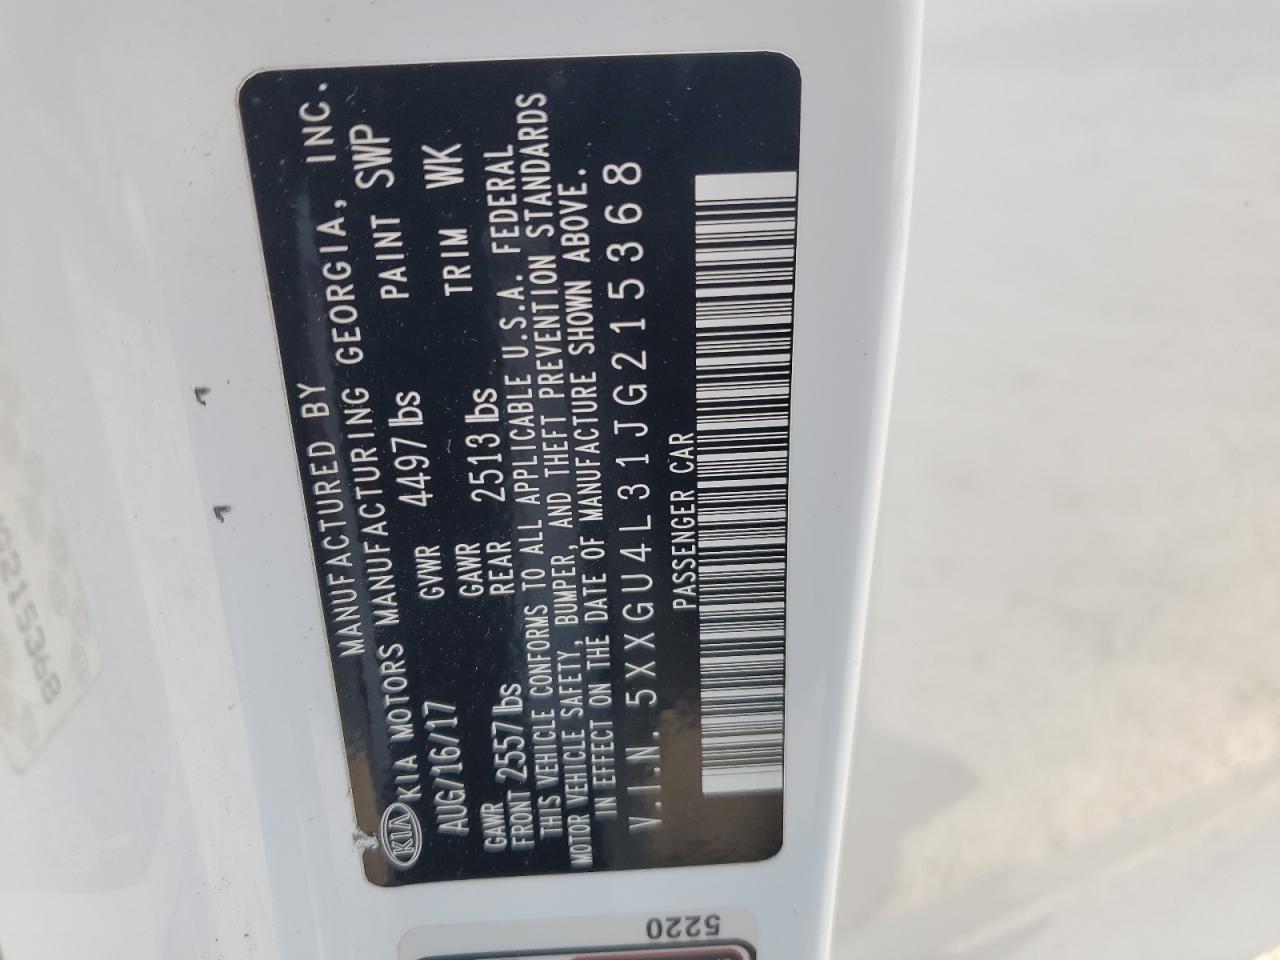 MANUFACTURED BY
KIA KIA MOTORS MANUFACTURING GEORGIA, INC.
AUG/16/17 GVWR 4497 lbs PAINT SWP
GAWR FRONT 2557 lbs GAWR REAR 2513 lbs TRIM WK
THIS VEHICLE CONFORMS TO ALL APPLICABLE U.S.A. FEDERAL
MOTOR VEHICLE SAFETY, BUMPER, AND THEFT PREVENTION STANDARDS
IN EFFECT ON THE DATE OF MANUFACTURE SHOWN ABOVE.
V.I.N. 5XXGU4L31JG215368
PASSENGER CAR
5220
215368